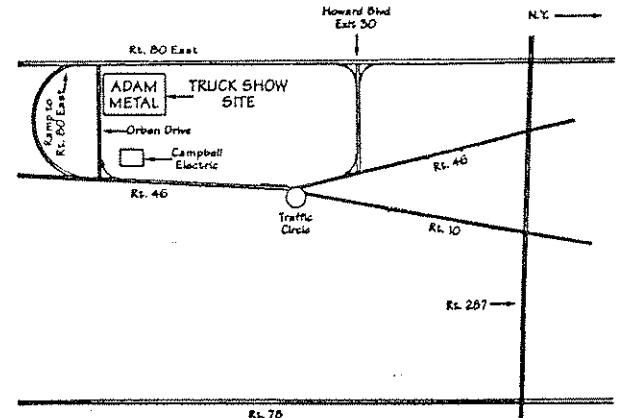 Howard Blvd
Exit 30
N.Y.
Rt. 80 East
ADAM
METAL
TRUCK SHOW
SITE
Ramp to
Rt. 80 East
Orben Drive
Campbell
Electric
Rt. 46
Rt. 46
Traffic
Circle
Rt. 10
Rt. 287
Rt. 78